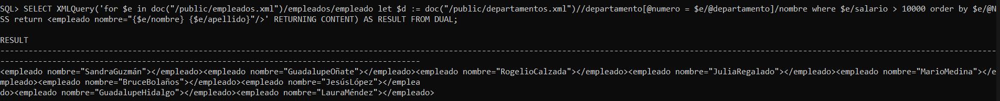 SQL> SELECT XMLQuery('for $e in doc("/public/empleados.xml")/empleados/empleado let $d := doc("/public/departamentos.xml")//departamento[@numero = $e/@departamento]/nombre where $e/salario > 10000 order by $e/@N
SS return <empleado nombre="{$e/nombre} {$e/apellido}"/>' RETURNING CONTENT) AS RESULT FROM DUAL;
RESULT
--------------------------------------------------------------------------------------------------------------------------------------------------------------------------------------------------------------------
-----------------------------------------------------------------------------------------
<empleado nombre="SandraGuzmán"></empleado><empleado nombre="GuadalupeOñate"></empleado><empleado nombre="RogelioCalzada"></empleado><empleado nombre="JuliaRegalado"></empleado><empleado nombre="MarioMedina"></e
mpleado><empleado nombre="BruceBolaños"></empleado><empleado nombre="JesúsLópez"></emplea
do><empleado nombre="GuadalupeHidalgo"></empleado><empleado nombre="LauraMéndez"></empleado>